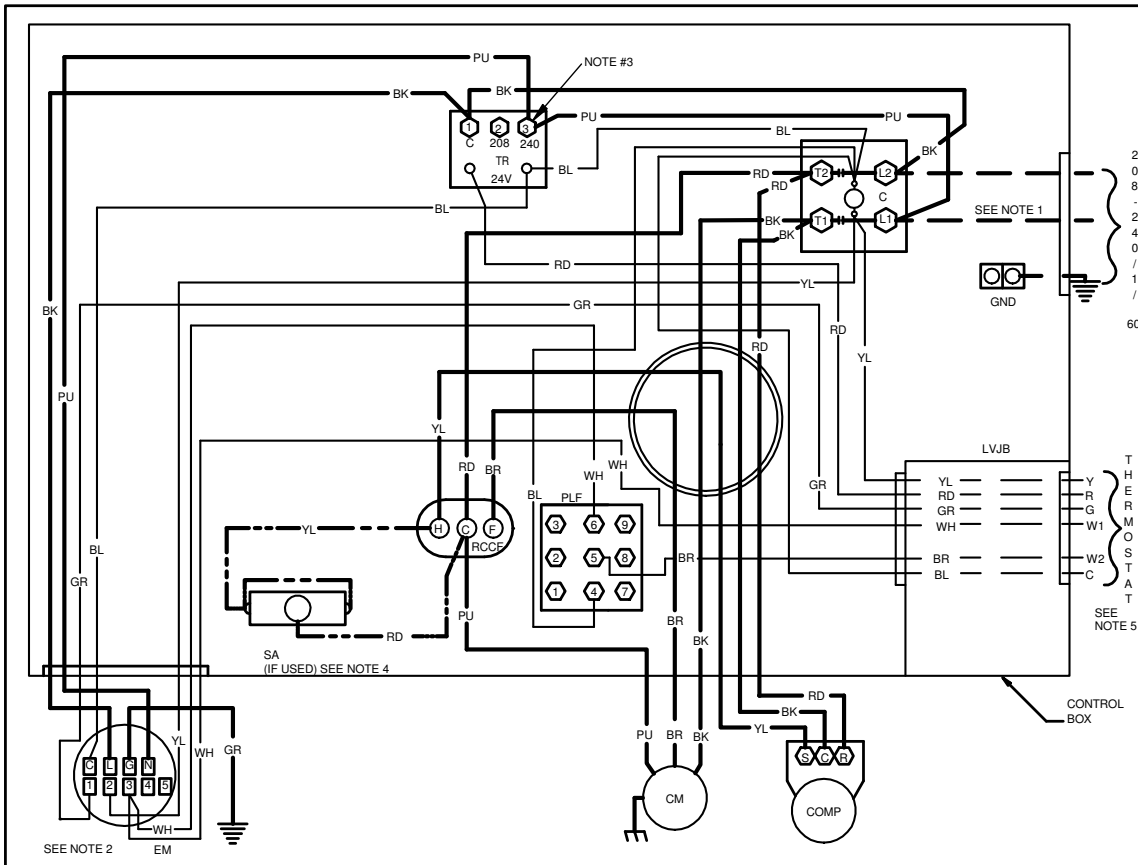 PU
NOTE #3
BK
BK
1
2
3
C
208
240
TR
24V
PU
PU
BL
BL
BL
BK
T2
L2
RD
RD
C
BK
BK
T1
L1
SEE NOTE 1
208-240/1/60
GND
RD
YL
GR
RD
BK
RD
YL
PU
YL
RD
BR
WH
WH
GR
BL
PLF
LVJB
THERMOSTAT
YL
RD
GR
WH
BR
BL
Y
R
G
W1
W2
C
YL
H
C
F
RCCF
3
6
9
2
5
8
1
4
7
BR
BL
GR
RD
PU
BR
BK
SEE
NOTE 5
SA
(IF USED) SEE NOTE 4
RD
BK
YL
CONTROL
BOX
YL
WH
GR
PU
BR
BK
C
L
G
N
1
2
3
4
5
S
C
R
CM
COMP
WH
SEE NOTE 2
EM